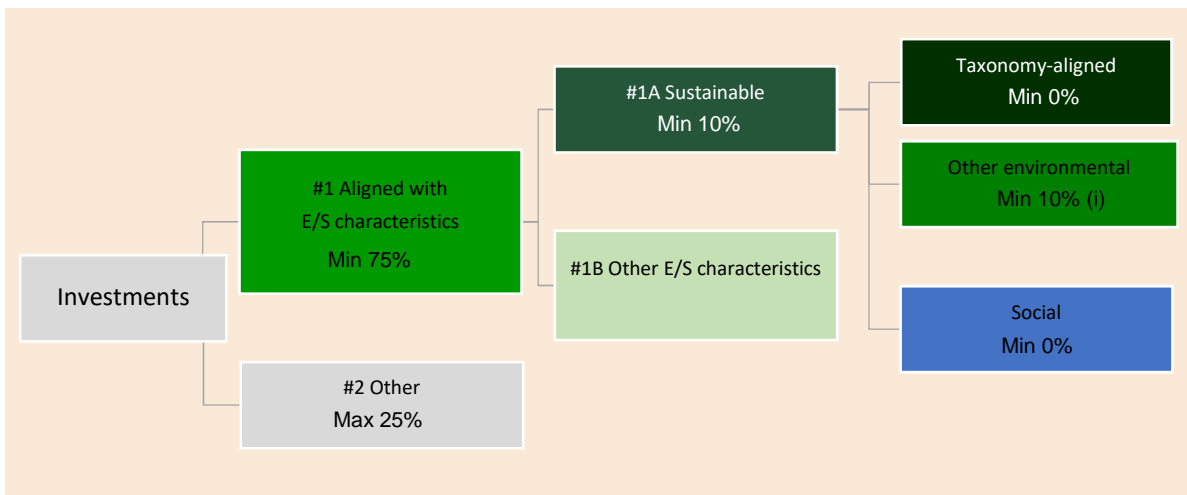 Investments
#1 Aligned with
E/S characteristics
Min 75%
#2 Other
Max 25%
#1A Sustainable
Min 10%
#1B Other E/S characteristics
Taxonomy-aligned
Min 0%
Other environmental
Min 10% (i)
Social
Min 0%